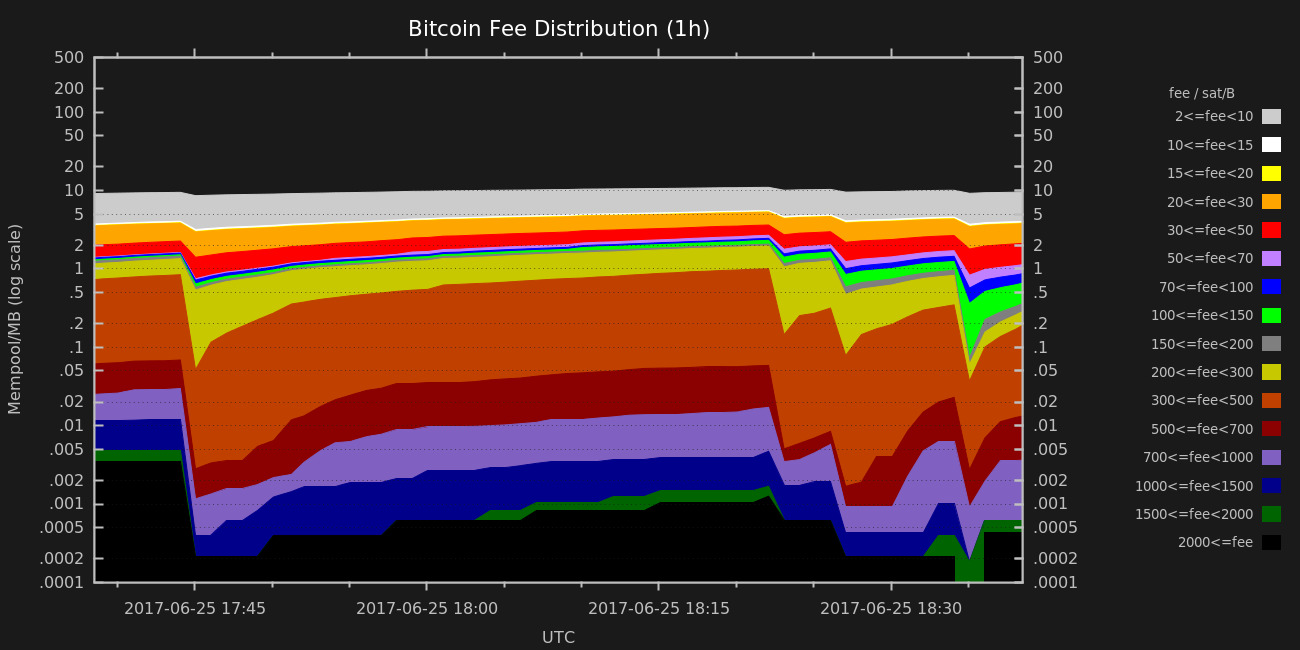 Bitcoin Fee Distribution (1h)
500 500
200 200
100 100
50 50
20 20
10 10
5 5
2 2
1 1
.5 .5
.2 .2
.1 .1
.05 .05
.02 .02
.01 .01
.005 .005
.002 .002
.001 .001
.0005 .0005
.0002 .0002
.0001 .0001
Mempool/MB (log scale)
2017-06-25 17:45 2017-06-25 18:00 2017-06-25 18:15 2017-06-25 18:30
UTC
fee / sat/B
2<=fee<10
10<=fee<15
15<=fee<20
20<=fee<30
30<=fee<50
50<=fee<70
70<=fee<100
100<=fee<150
150<=fee<200
200<=fee<300
300<=fee<500
500<=fee<700
700<=fee<1000
1000<=fee<1500
1500<=fee<2000
2000<=fee